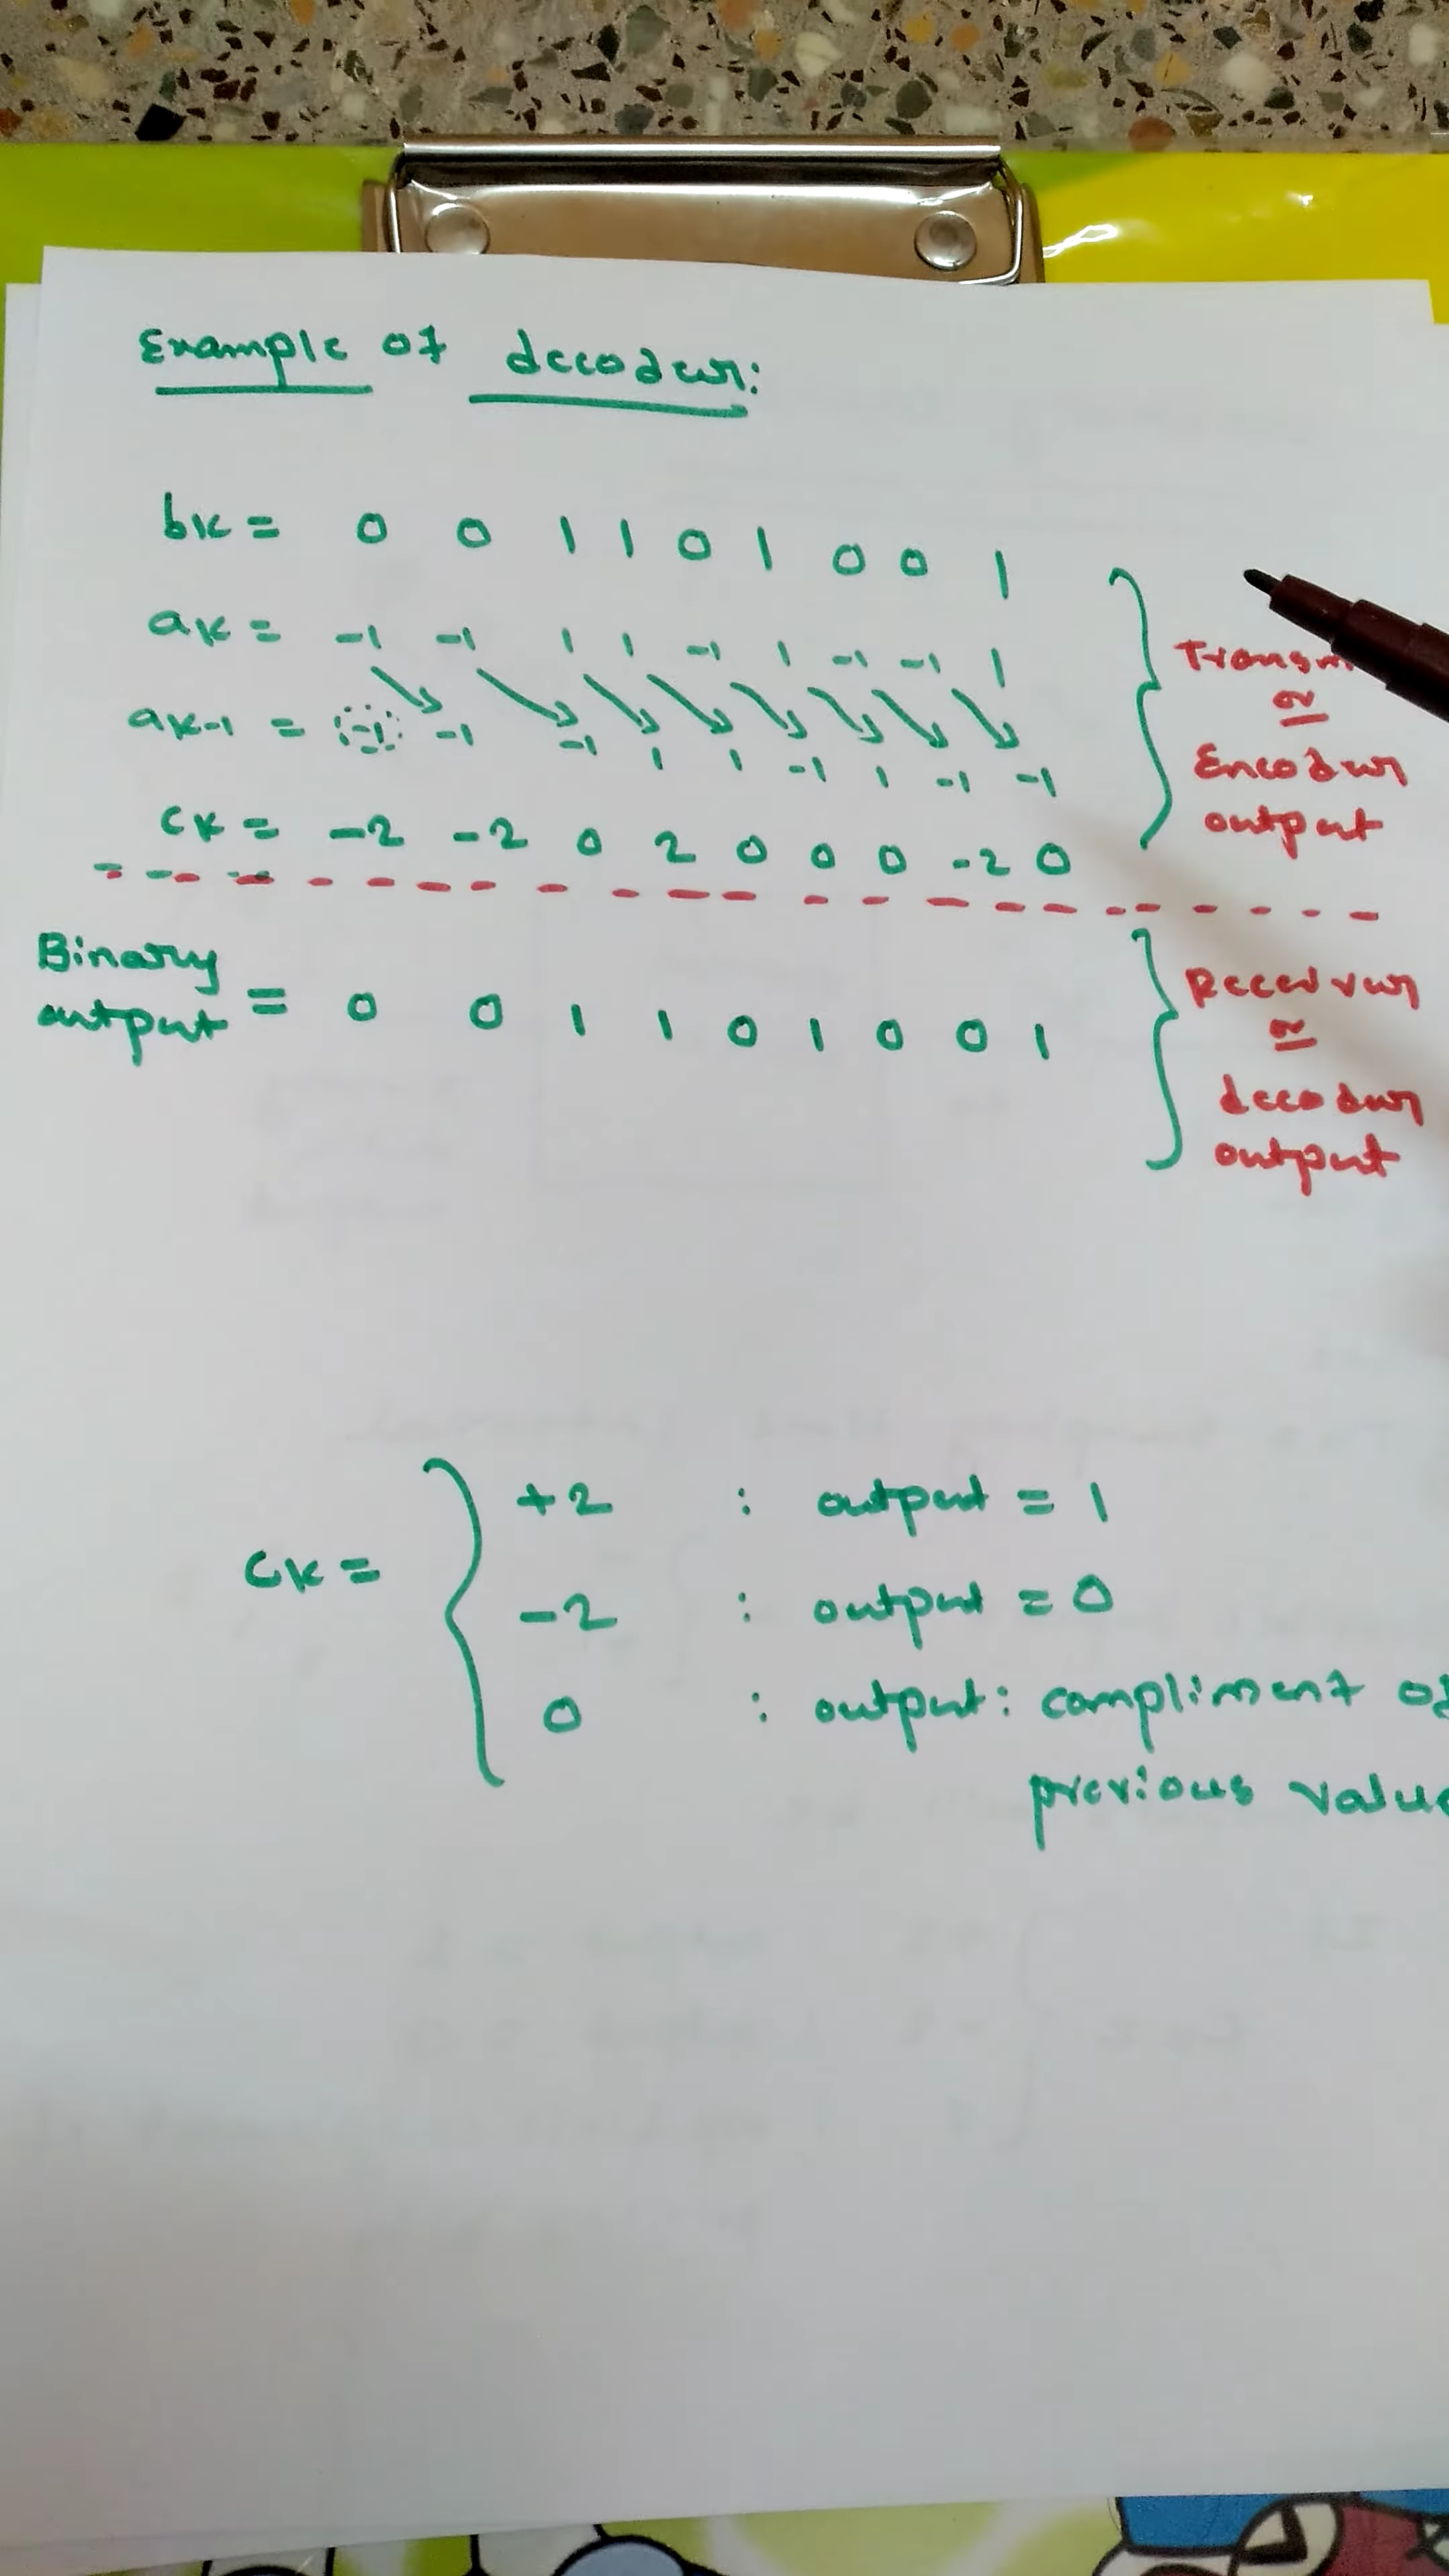 Example of decoder:
bk = 0 0 1 1 0 1 0 0 1
ak = -1 -1 1 1 -1 1 -1 -1 1
ak-1 = -1 -1 -1 1 1 -1 1 -1 -1
ck = -2 -2 0 2 0 0 0 -2 0
or
Encoder
output
Binary
output = 0 0 1 1 0 1 0 0 1
Receiver
or
decoder
output
ck =
+2 : output = 1
-2 : output = 0
0 : output: compliment of
previous value